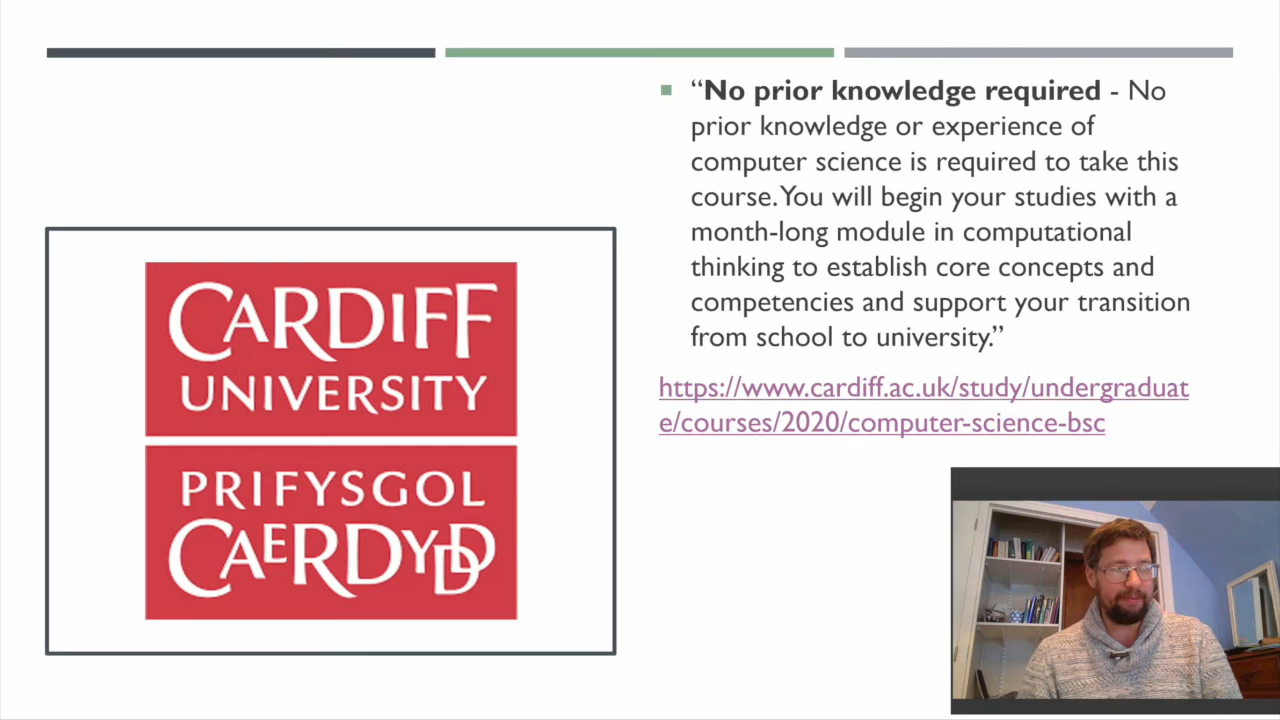 “No prior knowledge required - No
prior knowledge or experience of
computer science is required to take this
course. You will begin your studies with a
month-long module in computational
thinking to establish core concepts and
competencies and support your transition
from school to university.”
https://www.cardiff.ac.uk/study/undergraduat
e/courses/2020/computer-science-bsc
CARDIFF
UNIVERSITY
PRIFYSGOL
CAERDYDD